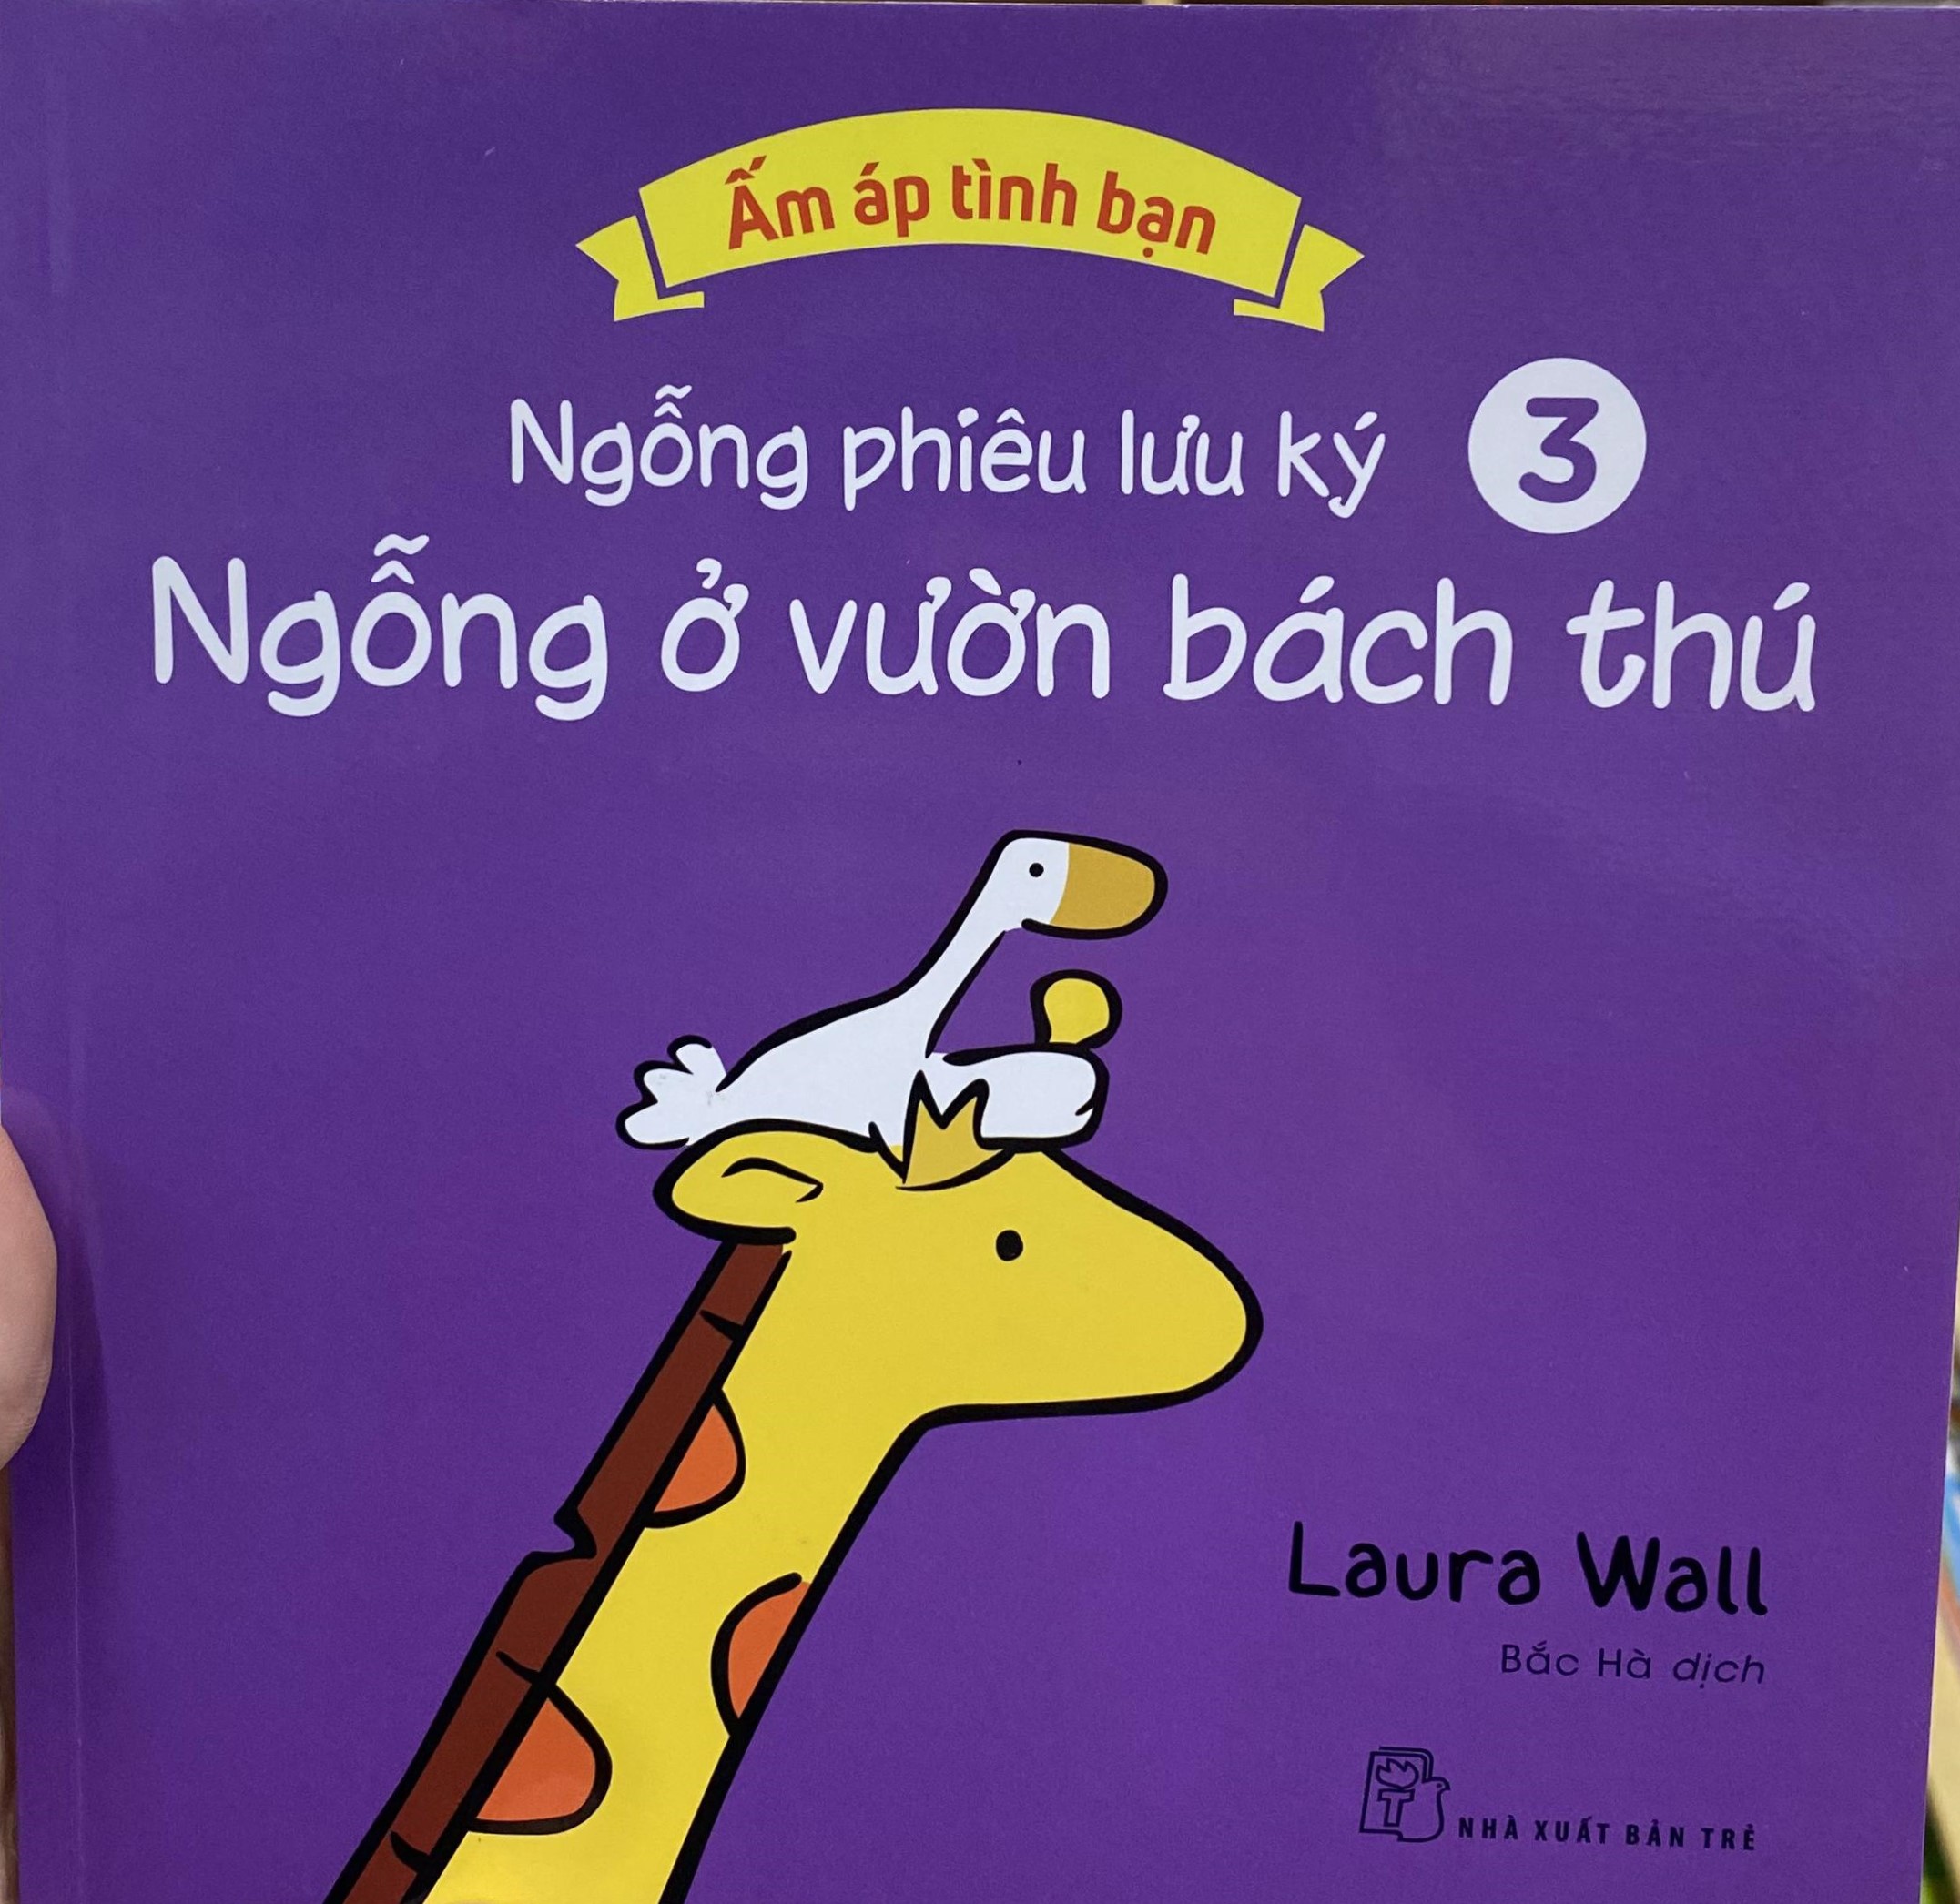 Ấm áp tình bạn
Ngỗng phiêu lưu ký 3
Ngỗng ở vườn bách thú
Laura Wall
Bắc Hà dịch
NHÀ XUẤT BẢN TRẺ